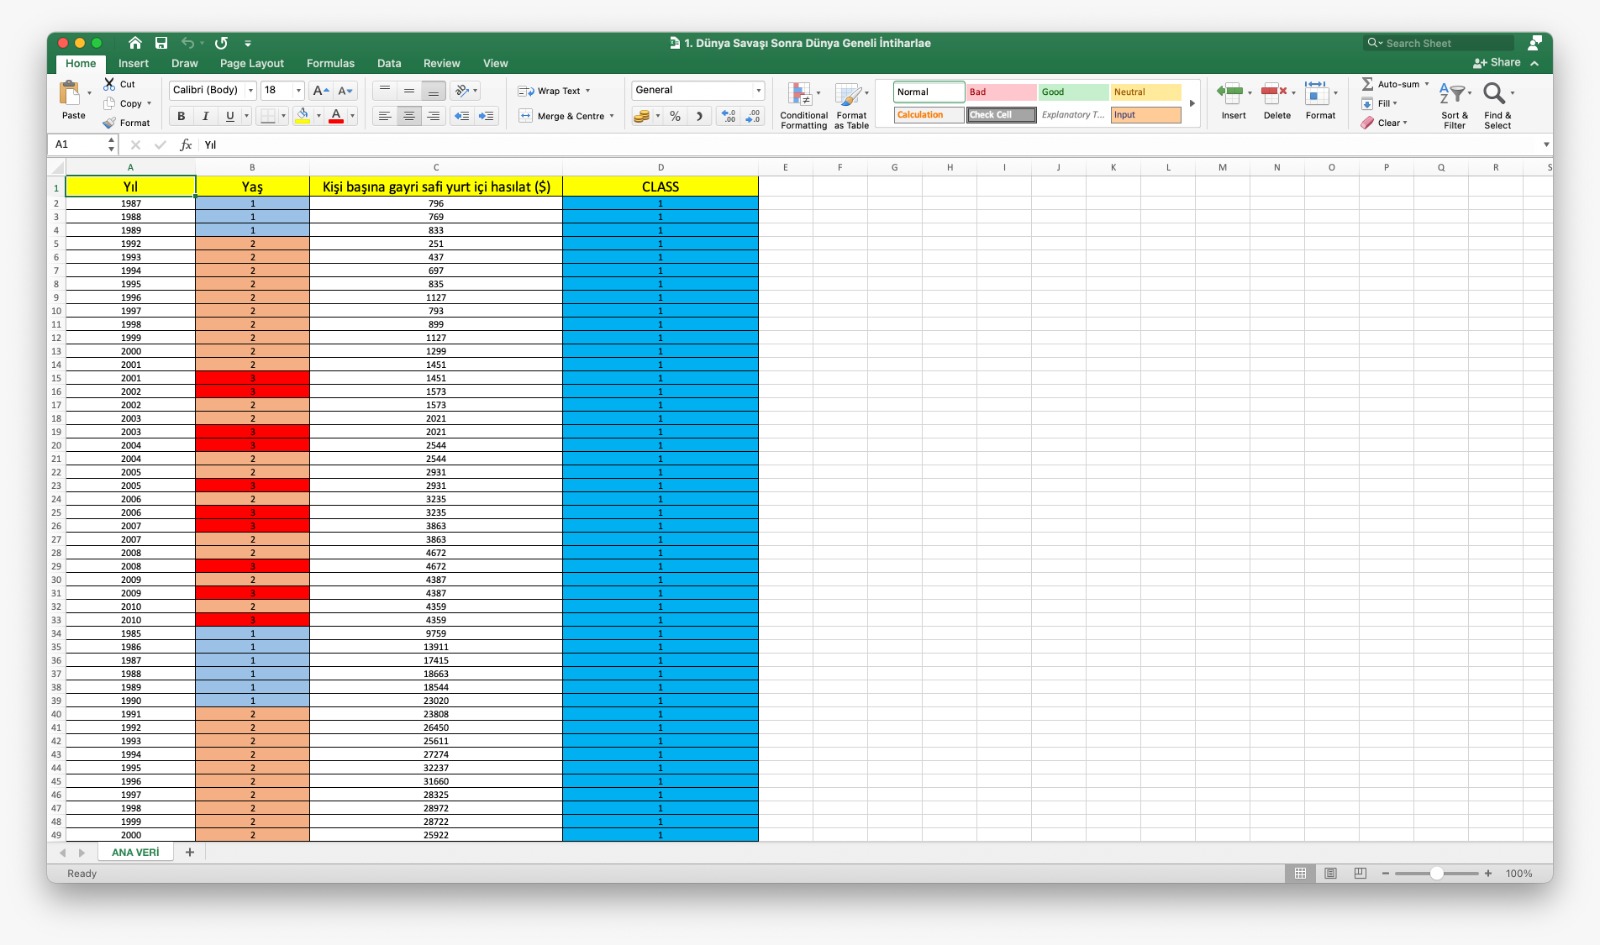 1. Dünya Savaşı Sonra Dünya Geneli İntiharlae
Search Sheet
Home Insert Draw Page Layout Formulas Data Review View
Share
Paste
Cut
Copy
Format
Calibri (Body) 18
B I U
Wrap Text
Merge & Centre
General
Conditional Formatting
Format as Table
Normal Bad Good Neutral
Calculation Check Cell Explanatory T... Input
Insert Delete Format
Auto-sum
Fill
Clear
Sort & Filter
Find & Select
A1 fx Yıl
A B C D E F G H I J K L M N O P Q R S
1 Yıl Yaş Kişi başına gayri safi yurt içi hasılat ($) CLASS
2 1987 1 796 1
3 1988 1 769 1
4 1989 1 833 1
5 1992 2 251 1
6 1993 2 437 1
7 1994 2 697 1
8 1995 2 835 1
9 1996 2 1127 1
10 1997 2 793 1
11 1998 2 899 1
12 1999 2 1127 1
13 2000 2 1299 1
14 2001 2 1451 1
15 2001 3 1451 1
16 2002 3 1573 1
17 2002 2 1573 1
18 2003 2 2021 1
19 2003 3 2021 1
20 2004 3 2544 1
21 2004 2 2544 1
22 2005 2 2931 1
23 2005 3 2931 1
24 2006 2 3235 1
25 2006 3 3235 1
26 2007 3 3863 1
27 2007 2 3863 1
28 2008 2 4672 1
29 2008 3 4672 1
30 2009 2 4387 1
31 2009 3 4387 1
32 2010 2 4359 1
33 2010 3 4359 1
34 1985 1 9759 1
35 1986 1 13911 1
36 1987 1 17415 1
37 1988 1 18663 1
38 1989 1 18544 1
39 1990 1 23020 1
40 1991 2 23808 1
41 1992 2 26450 1
42 1993 2 25611 1
43 1994 2 27274 1
44 1995 2 32237 1
45 1996 2 31660 1
46 1997 2 28325 1
47 1998 2 28972 1
48 1999 2 28722 1
49 2000 2 25922 1
ANA VERİ
Ready
100%